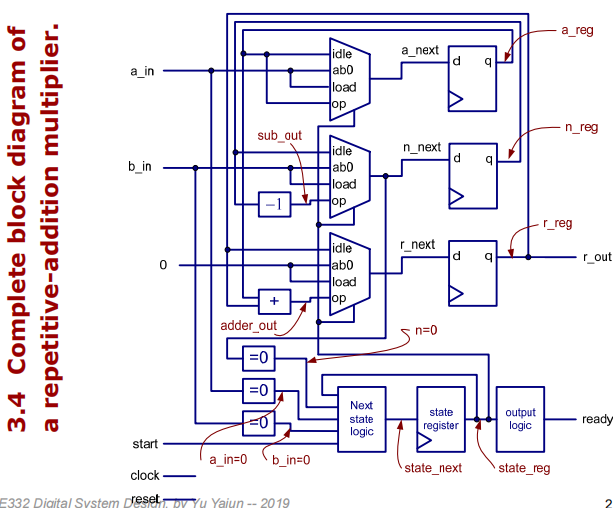 3.4 Complete block diagram of
a repetitive-addition multiplier.
a_in
idle
ab0
load
op
a_next
d
q
a_reg
sub_out
b_in
idle
ab0
load
op
−1
n_next
d
q
n_reg
0
idle
ab0
load
op
+
adder_out
r_next
d
q
r_reg
r_out
n=0
=0
=0
=0
Next
state
logic
state
register
output
logic
ready
start
a_in=0
b_in=0
state_next
state_reg
clock
reset
E332 Digital System Design, by Yu Yajun -- 2019
2